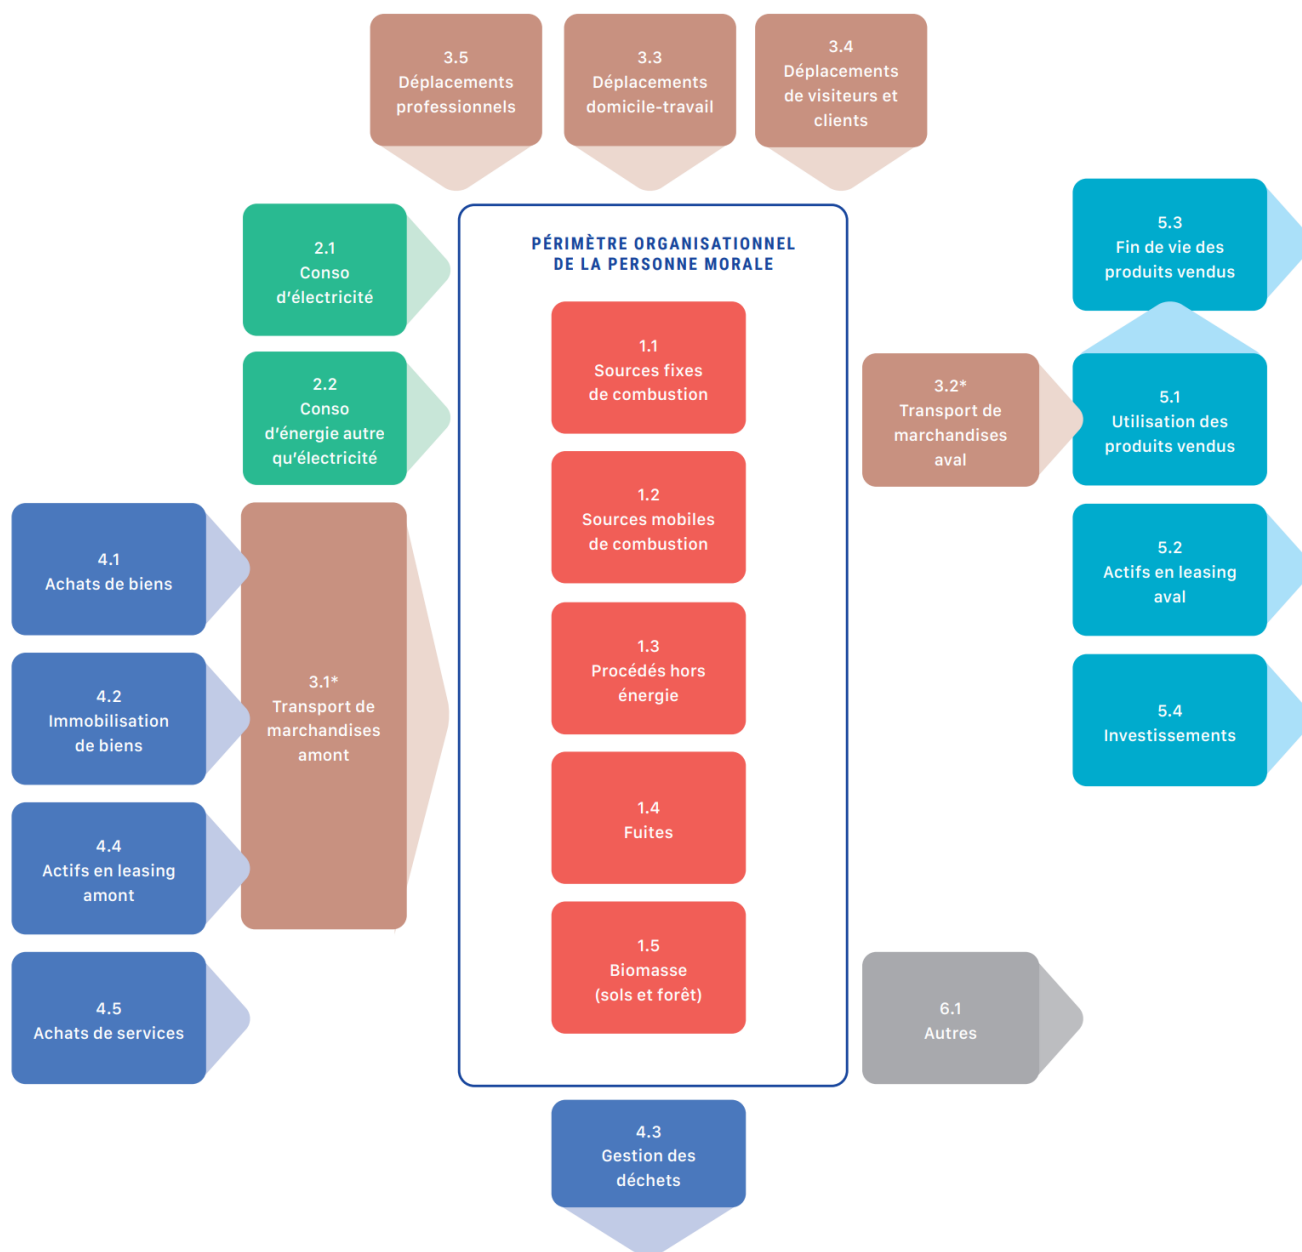 3.5
Déplacements
professionnels
3.3
Déplacements
domicile-travail
3.4
Déplacements
de visiteurs et
clients
2.1
Conso
d'électricité
2.2
Conso
d'énergie autre
qu'électricité
4.1
Achats de biens
4.2
Immobilisation
de biens
4.4
Actifs en leasing
amont
4.5
Achats de services
3.1*
Transport de
marchandises
amont
PÉRIMÈTRE ORGANISATIONNEL
DE LA PERSONNE MORALE
1.1
Sources fixes
de combustion
1.2
Sources mobiles
de combustion
1.3
Procédés hors
énergie
1.4
Fuites
1.5
Biomasse
(sols et forêt)
3.2*
Transport de
marchandises
aval
5.3
Fin de vie des
produits vendus
5.1
Utilisation des
produits vendus
5.2
Actifs en leasing
aval
5.4
Investissements
6.1
Autres
4.3
Gestion des
déchets